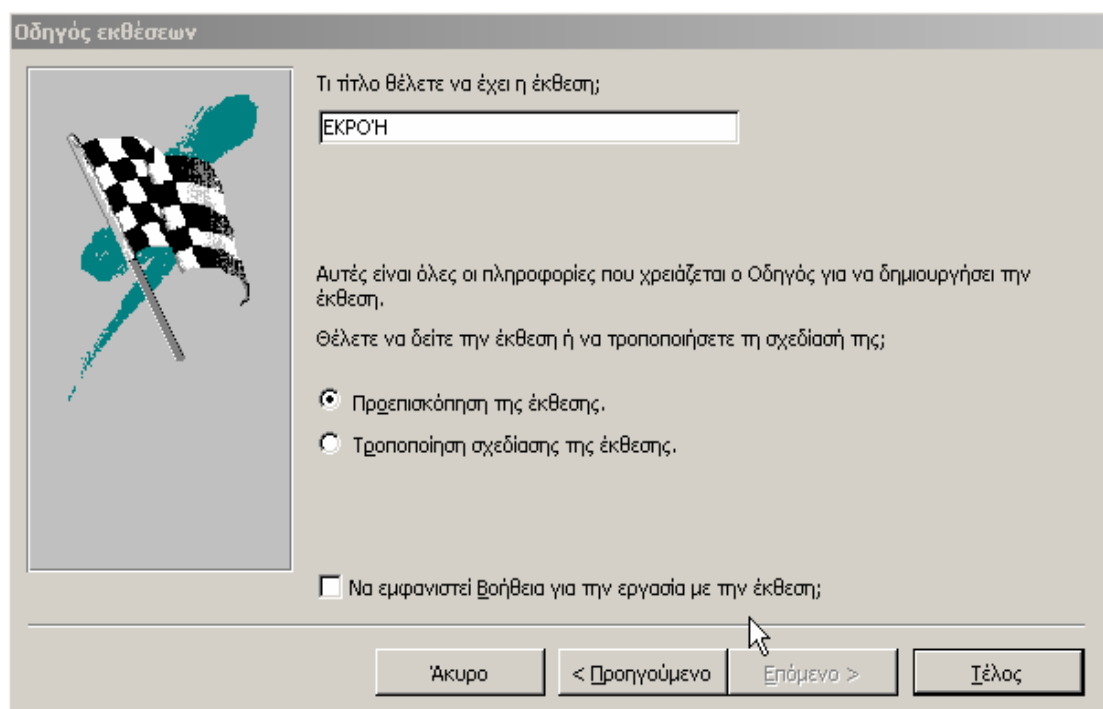 Οδηγός εκθέσεων
Τι τίτλο θέλετε να έχει η έκθεση;
ΕΚΡΟΉ
Αυτές είναι όλες οι πληροφορίες που χρειάζεται ο Οδηγός για να δημιουργήσει την
έκθεση.
Θέλετε να δείτε την έκθεση ή να τροποποιήσετε τη σχεδίασή της;
Προεπισκόπηση της έκθεσης.
Τροποποίηση σχεδίασης της έκθεσης.
Να εμφανιστεί Βοήθεια για την εργασία με την έκθεση;
Άκυρο < Προηγούμενο Επόμενο > Τέλος